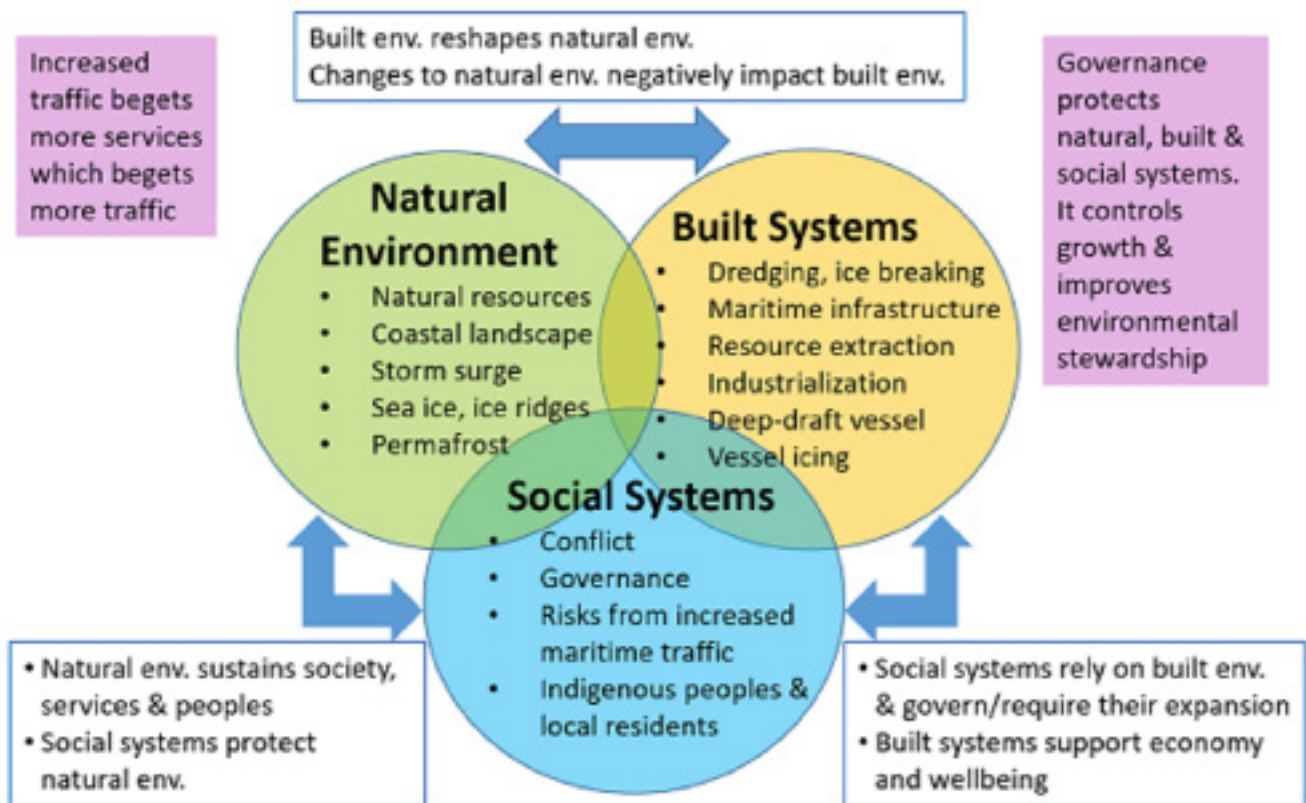 Built env. reshapes natural env.
Changes to natural env. negatively impact built env.
Increased
traffic begets
more services
which begets
more traffic
Governance
protects
natural, built &
social systems.
It controls
growth &
improves
environmental
stewardship
Natural
Environment
• Natural resources
• Coastal landscape
• Storm surge
• Sea ice, ice ridges
• Permafrost
Built Systems
• Dredging, ice breaking
• Maritime infrastructure
• Resource extraction
• Industrialization
• Deep-draft vessel
• Vessel icing
Social Systems
• Conflict
• Governance
• Risks from increased
maritime traffic
• Indigenous peoples &
local residents
• Natural env. sustains society,
services & peoples
• Social systems protect
natural env.
• Social systems rely on built env.
& govern/require their expansion
• Built systems support economy
and wellbeing